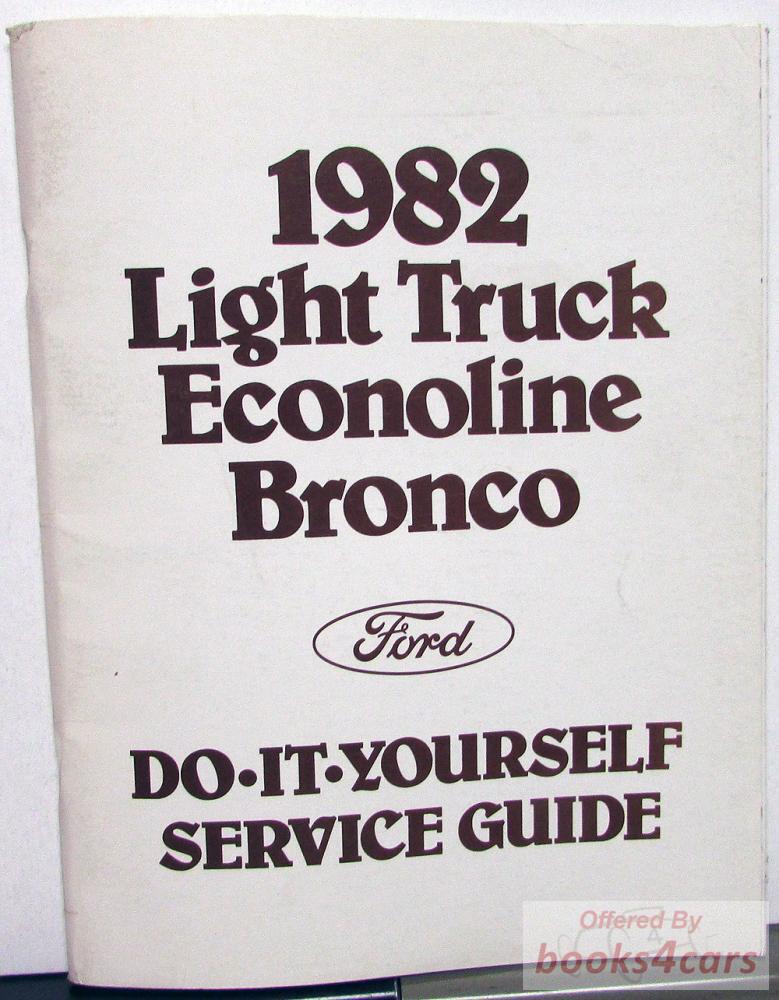 1982
Light Truck
Econoline
Bronco
Ford
DO•IT•YOURSELF
SERVICE GUIDE
Offered By
books4cars